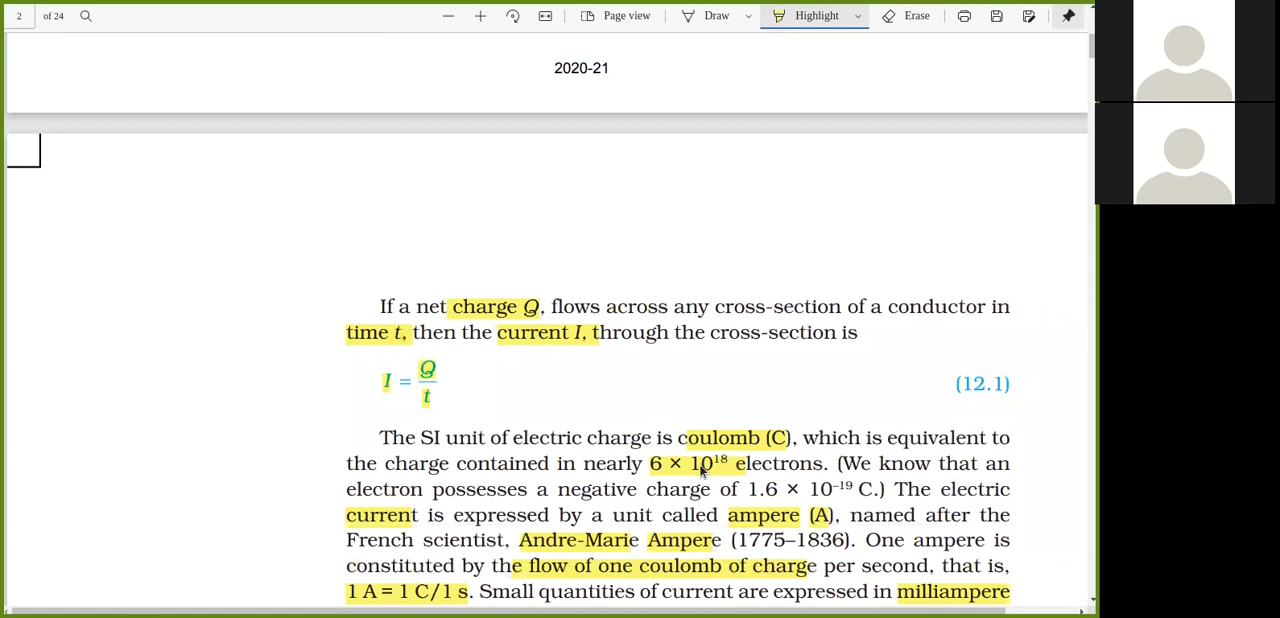 2 of 24 Page view Draw Highlight Erase
2020-21
If a net charge Q, flows across any cross-section of a conductor in
time t, then the current I, through the cross-section is
I = Q/t (12.1)
The SI unit of electric charge is coulomb (C), which is equivalent to
the charge contained in nearly 6 × 10¹⁸ electrons. (We know that an
electron possesses a negative charge of 1.6 × 10⁻¹⁹ C.) The electric
current is expressed by a unit called ampere (A), named after the
French scientist, Andre-Marie Ampere (1775–1836). One ampere is
constituted by the flow of one coulomb of charge per second, that is,
1 A = 1 C/1 s. Small quantities of current are expressed in milliampere